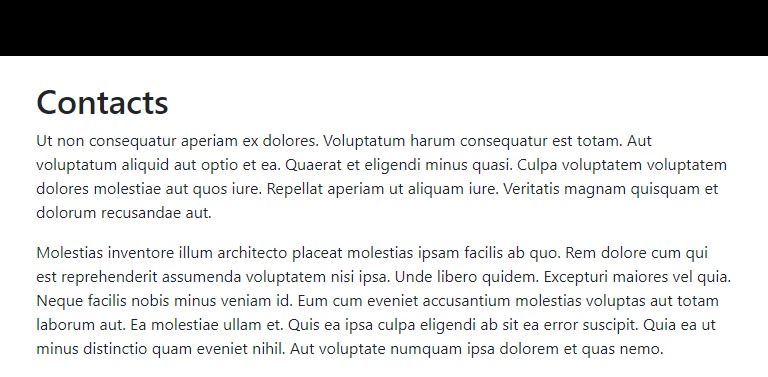 Contacts
Ut non consequatur aperiam ex dolores. Voluptatum harum consequatur est totam. Aut
voluptatum aliquid aut optio et ea. Quaerat et eligendi minus quasi. Culpa voluptatem voluptatem
dolores molestiae aut quos iure. Repellat aperiam ut aliquam iure. Veritatis magnam quisquam et
dolorum recusandae aut.
Molestias inventore illum architecto placeat molestias ipsam facilis ab quo. Rem dolore cum qui
est reprehenderit assumenda voluptatem nisi ipsa. Unde libero quidem. Excepturi maiores vel quia.
Neque facilis nobis minus veniam id. Eum cum eveniet accusantium molestias voluptas aut totam
laborum aut. Ea molestiae ullam et. Quis ea ipsa culpa eligendi ab sit ea error suscipit. Quia ea ut
minus distinctio quam eveniet nihil. Aut voluptate numquam ipsa dolorem et quas nemo.